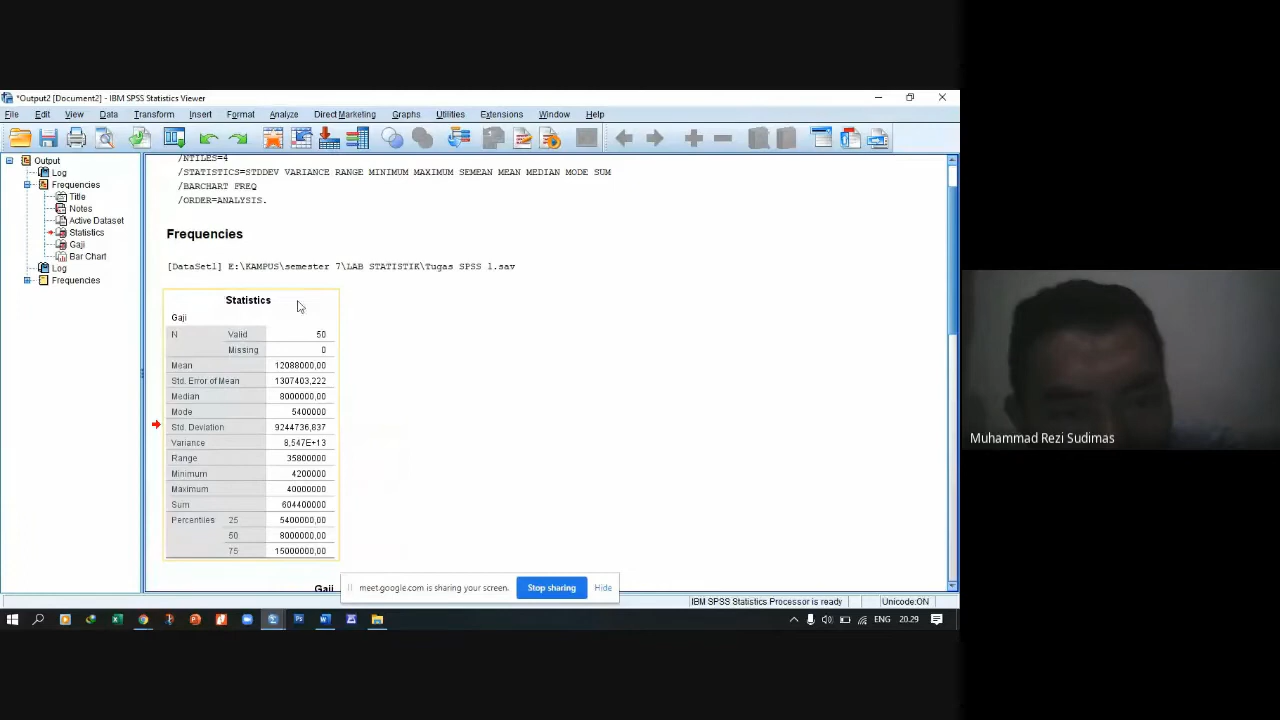 *Output2 [Document2] - IBM SPSS Statistics Viewer
File Edit View Data Transform Insert Format Analyze Direct Marketing Graphs Utilities Extensions Window Help
Output
Log
Frequencies
Title
Notes
Active Dataset
Statistics
Gaji
Bar Chart
Log
Frequencies
/NTILES=4
/STATISTICS=STDDEV VARIANCE RANGE MINIMUM MAXIMUM SEMEAN MEAN MEDIAN MODE SUM
/BARCHART FREQ
/ORDER=ANALYSIS.
Frequencies
[DataSet1] E:\KAMPUS\semester 7\LAB STATISTIK\Tugas SPSS 1.sav
Statistics
Gaji
N Valid 50
Missing 0
Mean 12088000,00
Std. Error of Mean 1307403,222
Median 8000000,00
Mode 5400000
Std. Deviation 9244736,837
Variance 8,547E+13
Range 35800000
Minimum 4200000
Maximum 40000000
Sum 604400000
Percentiles 25 5400000,00
50 8000000,00
75 15000000,00
Gaji
meet.google.com is sharing your screen. Stop sharing Hide
IBM SPSS Statistics Processor is ready Unicode:ON
ENG 20.29
Muhammad Rezi Sudimas